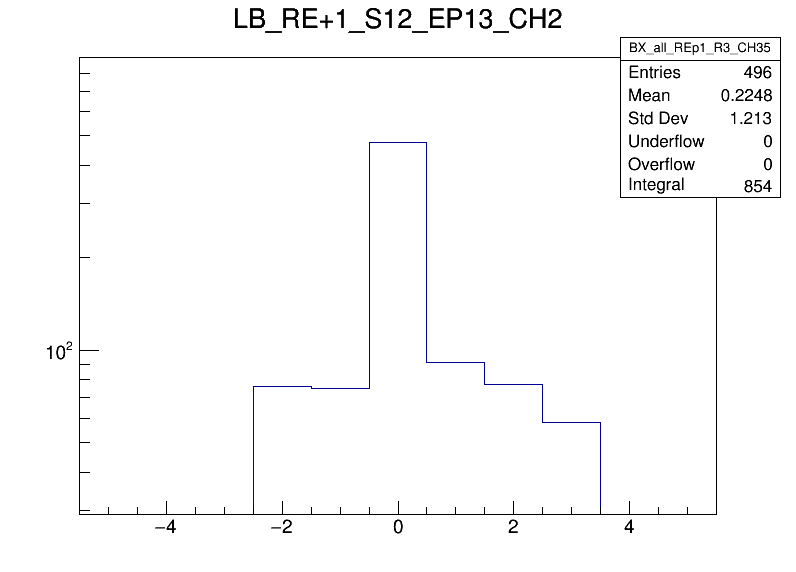 LB_RE+1_S12_EP13_CH2
BX_all_REp1_R3_CH35
Entries 496
Mean 0.2248
Std Dev 1.213
Underflow 0
Overflow 0
Integral 854
10²
−4 −2 0 2 4